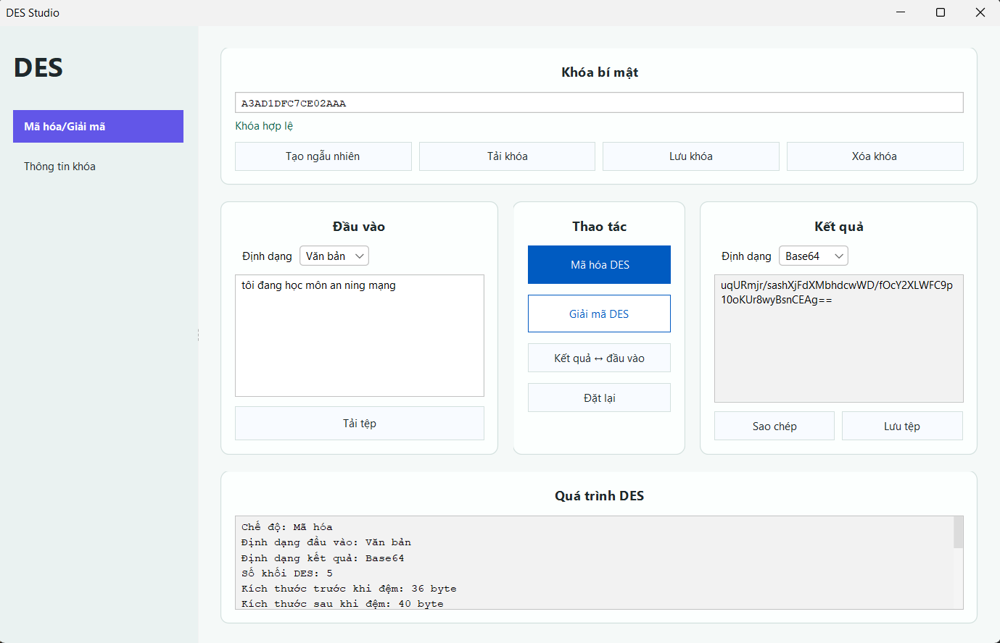 DES Studio
DES
Mã hóa/Giải mã
Thông tin khóa
Khóa bí mật
A3AD1DFC7CE02AAA
Khóa hợp lệ
Tạo ngẫu nhiên
Tải khóa
Lưu khóa
Xóa khóa
Đầu vào
Định dạng
Văn bản
tôi đang học môn an ning mạng
Tải tệp
Thao tác
Mã hóa DES
Giải mã DES
Kết quả ↔ đầu vào
Đặt lại
Kết quả
Định dạng
Base64
uqURmjr/sashXjFdXMbhdcwWD/fOcY2XLWFC9p
10oKUr8wyBsnCEAg==
Sao chép
Lưu tệp
Quá trình DES
Chế độ: Mã hóa
Định dạng đầu vào: Văn bản
Định dạng kết quả: Base64
Số khối DES: 5
Kích thước trước khi đệm: 36 byte
Kích thước sau khi đệm: 40 byte